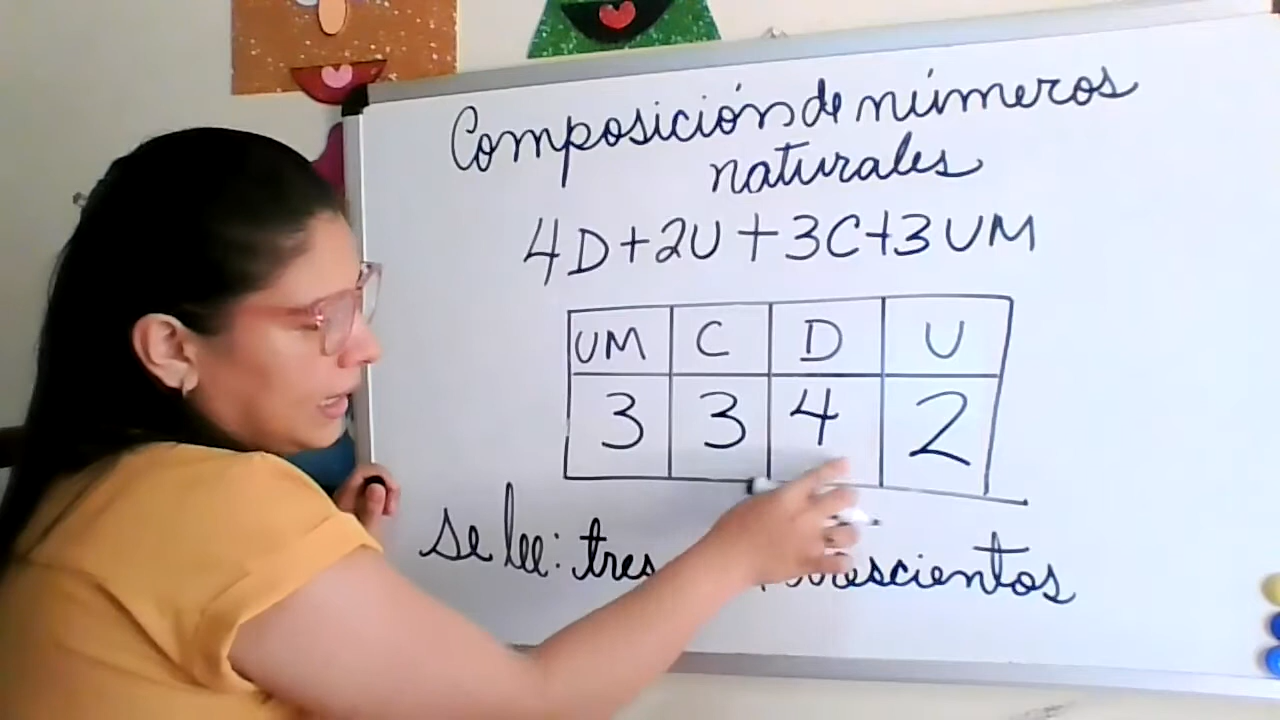 Composición de números
naturales
4D+2U+3C+3UM
UM C D U
3 3 4 2
se lee: tres